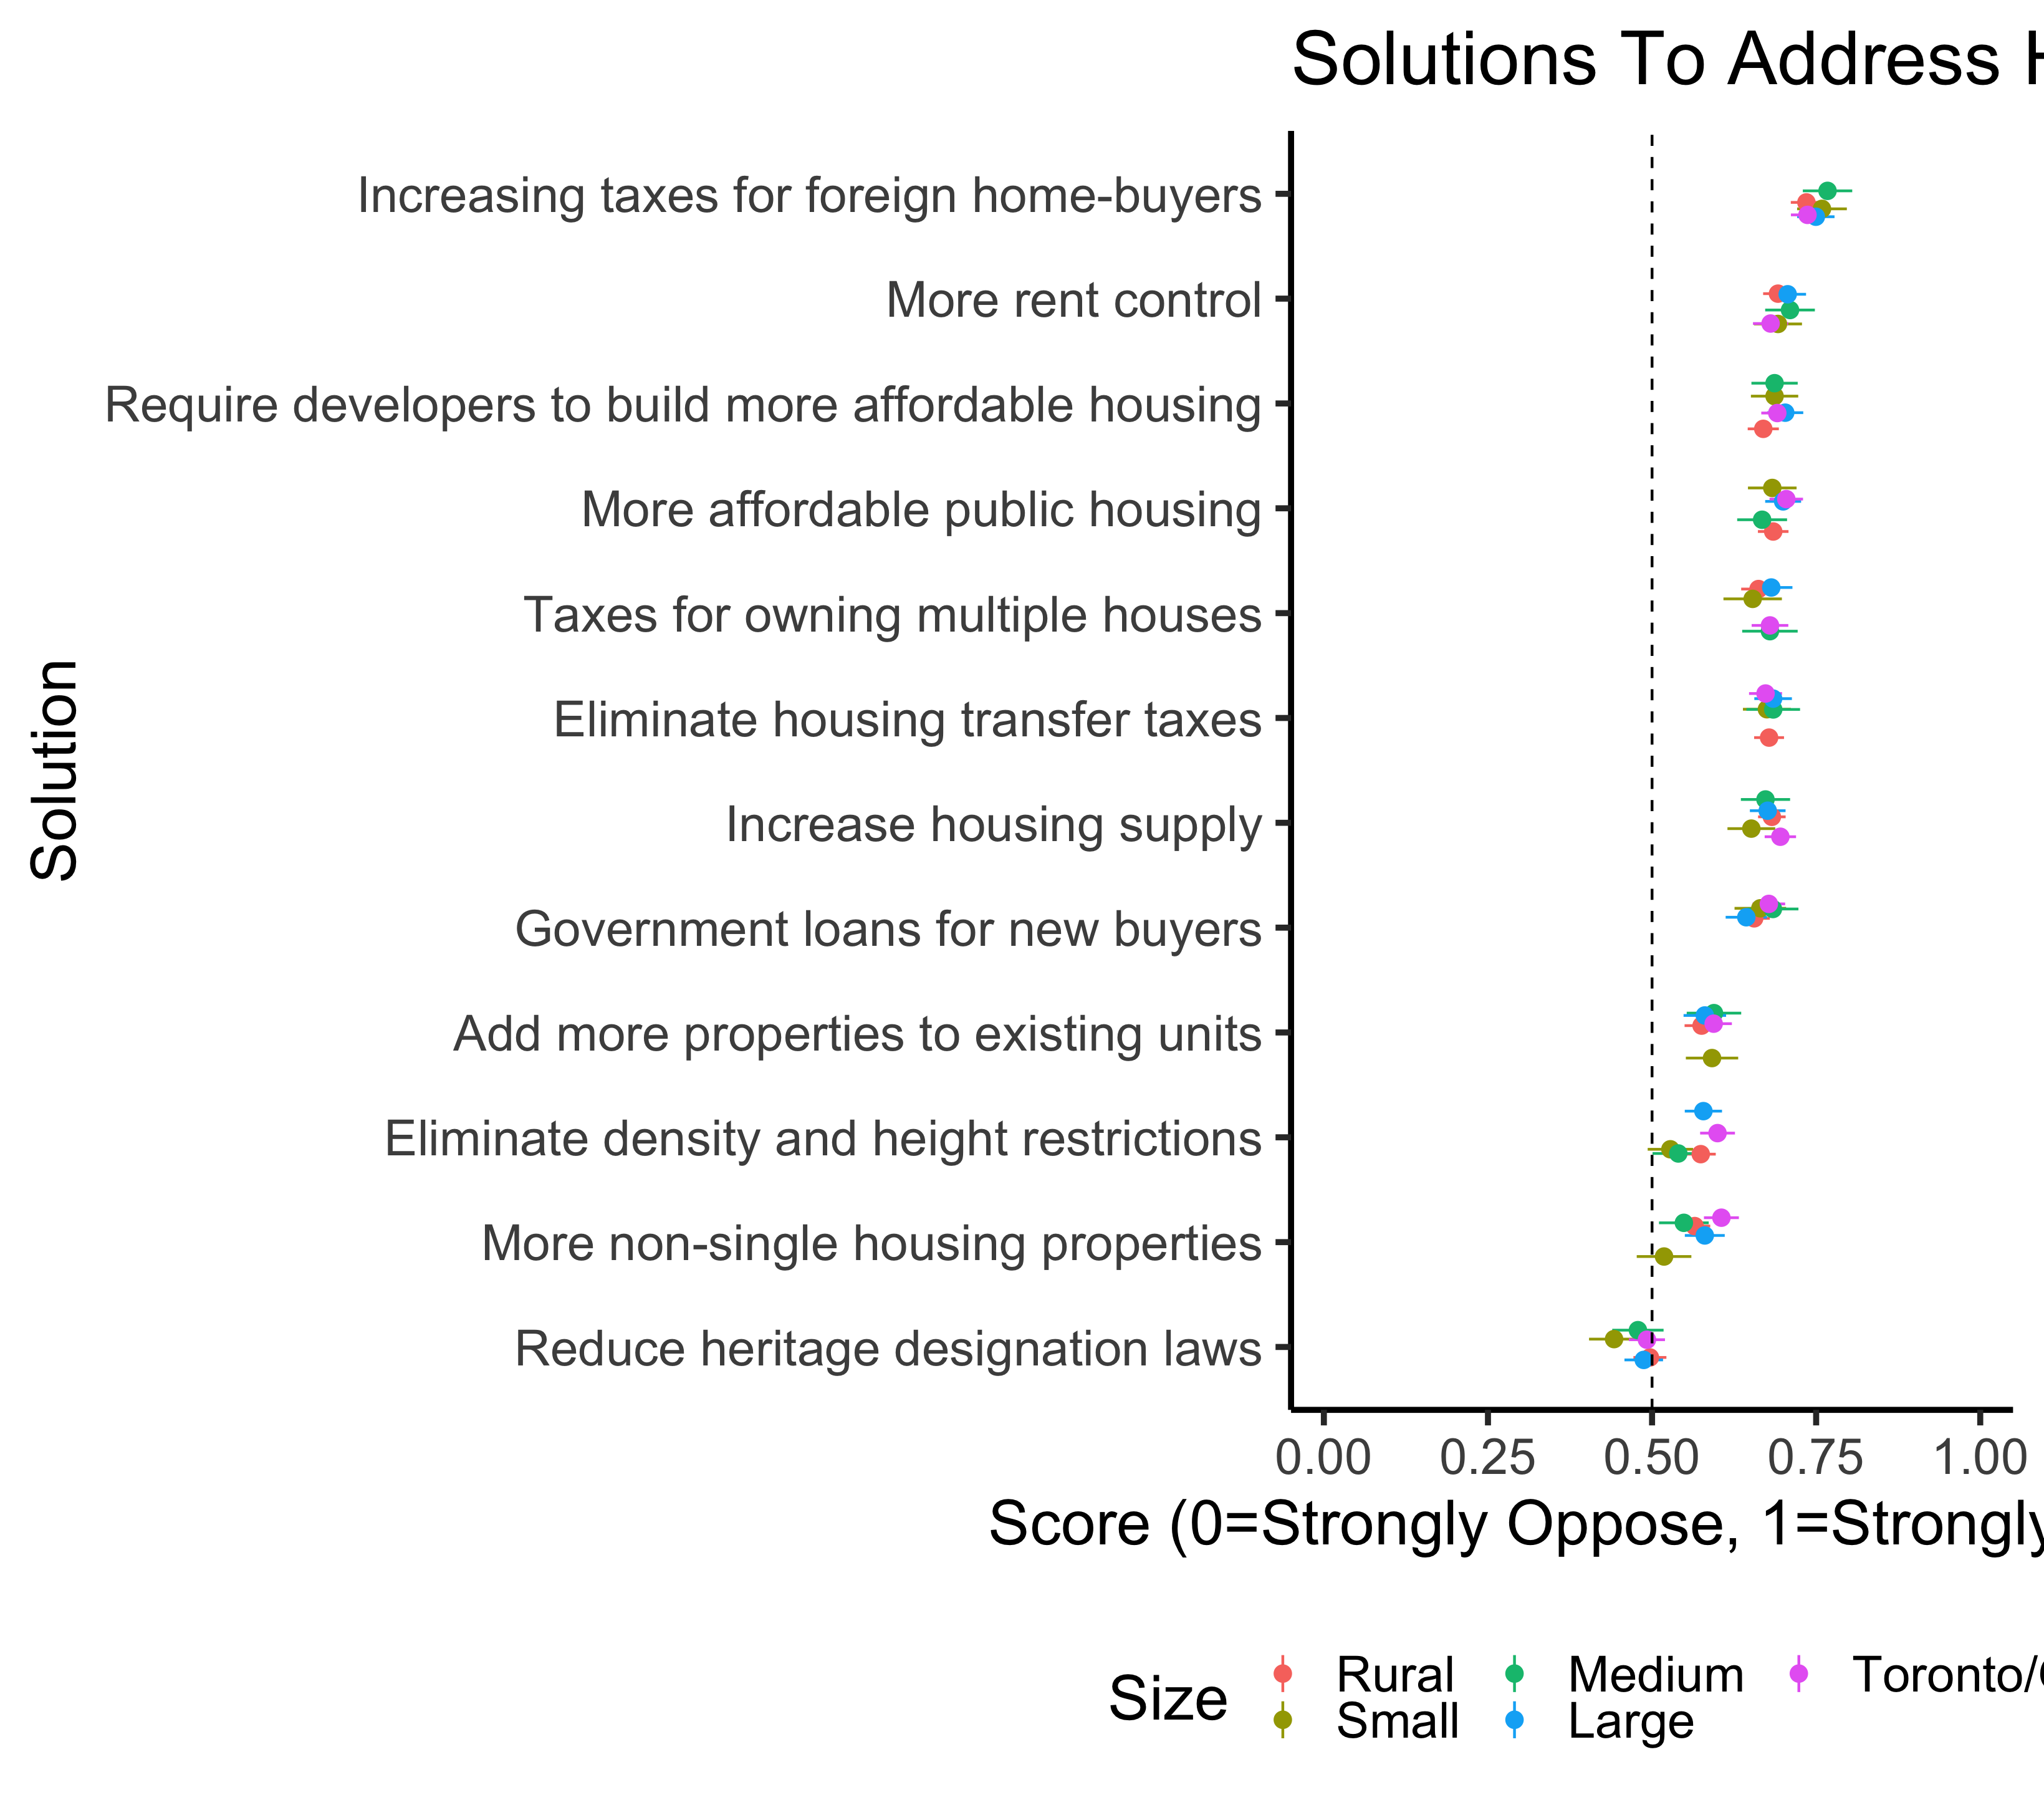 Solutions To Address
Increasing taxes for foreign home-buyers
More rent control
Require developers to build more affordable housing
More affordable public housing
Taxes for owning multiple houses
Eliminate housing transfer taxes
Increase housing supply
Government loans for new buyers
Add more properties to existing units
Eliminate density and height restrictions
More non-single housing properties
Reduce heritage designation laws
Solution
0.00 0.25 0.50 0.75 1.00
Score (0=Strongly Oppose, 1=Strongly
Size
Rural Medium Toronto/
Small Large